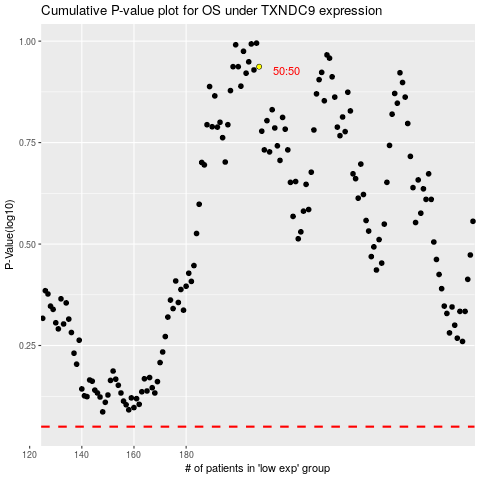 Cumulative P-value plot for OS under TXNDC9 expression
1.00
50:50
0.75
P-Value(log10)
0.50
0.25
120 140 160 180
# of patients in 'low exp' group